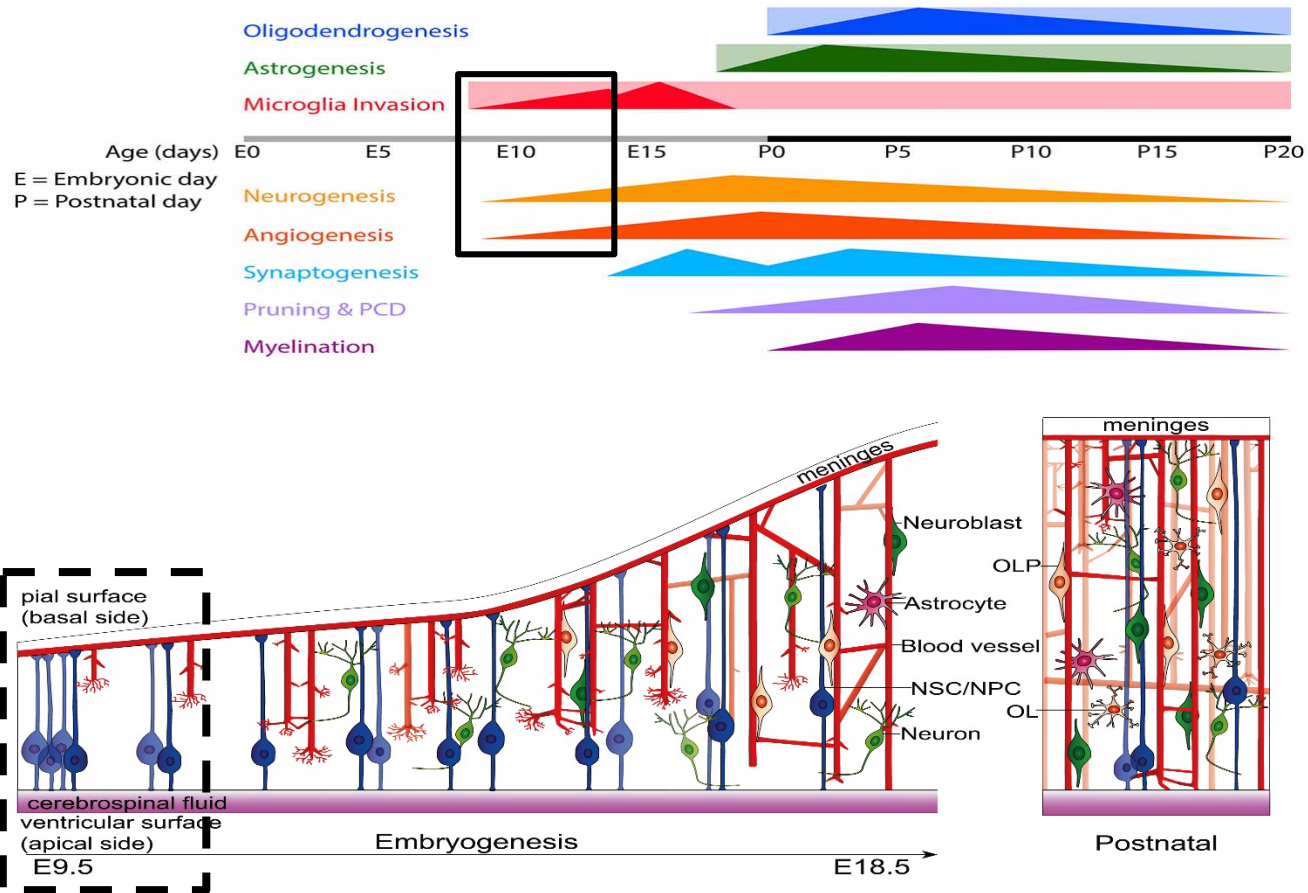 Oligodendrogenesis
Astrogenesis
Microglia Invasion
Age (days) E0 E5 E10 E15 P0 P5 P10 P15 P20
E = Embryonic day
P = Postnatal day
Neurogenesis
Angiogenesis
Synaptogenesis
Pruning & PCD
Myelination
meninges
meninges
Neuroblast
OLP
Astrocyte
Blood vessel
NSC/NPC
OL
Neuron
pial surface
(basal side)
cerebrospinal fluid
ventricular surface
(apical side)
Embryogenesis
Postnatal
E9.5
E18.5